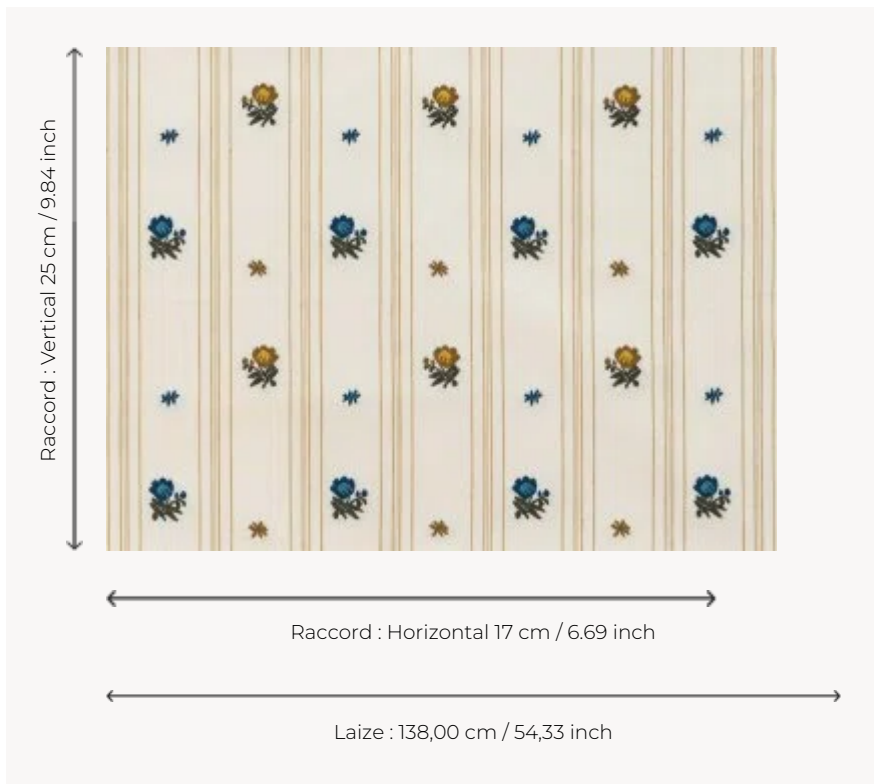 Raccord : Vertical 25 cm / 9.84 inch
Raccord : Horizontal 17 cm / 6.69 inch
Laize : 138,00 cm / 54,33 inch